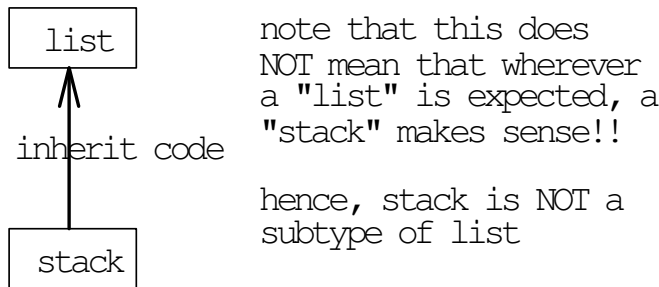 list
inherit code
stack
note that this does
NOT mean that wherever
a "list" is expected, a
"stack" makes sense!!
hence, stack is NOT a
subtype of list